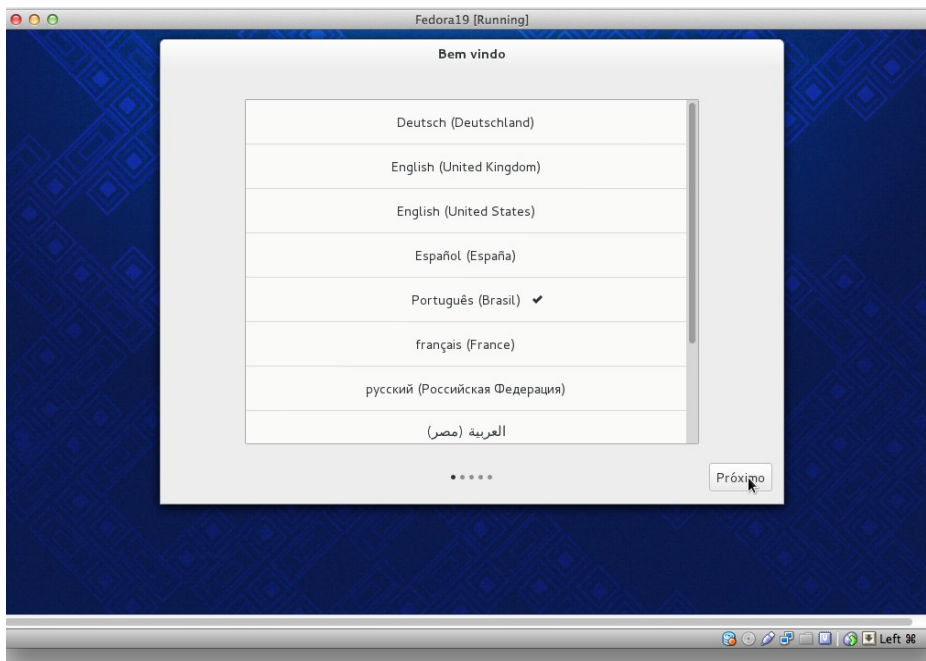 Fedora19 [Running]
Bem vindo
Deutsch (Deutschland)
English (United Kingdom)
English (United States)
Español (España)
Português (Brasil)
français (France)
русский (Российская Федерация)
العربية (مصر)
Próximo
Left ⌘